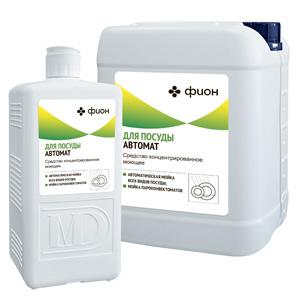 фион
ДЛЯ ПОСУДЫ
АВТОМАТ
Средство концентрированное
моющее
АВТОМАТИЧЕСКАЯ МОЙКА
ВСЕХ ВИДОВ ПОСУДЫ;
МОЙКА ПАРОКОНВЕКТОМАТОВ
MD
фион
ДЛЯ ПОСУДЫ
АВТОМАТ
Средство концентрированное
моющее
АВТОМАТИЧЕСКАЯ МОЙКА
ВСЕХ ВИДОВ ПОСУДЫ;
МОЙКА ПАРОКОНВЕКТОМАТОВ